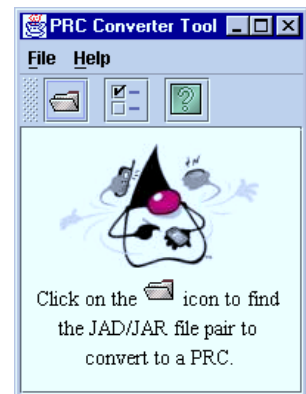 PRC Converter Tool
File Help
Click on the icon to find
the JAD/JAR file pair to
convert to a PRC.